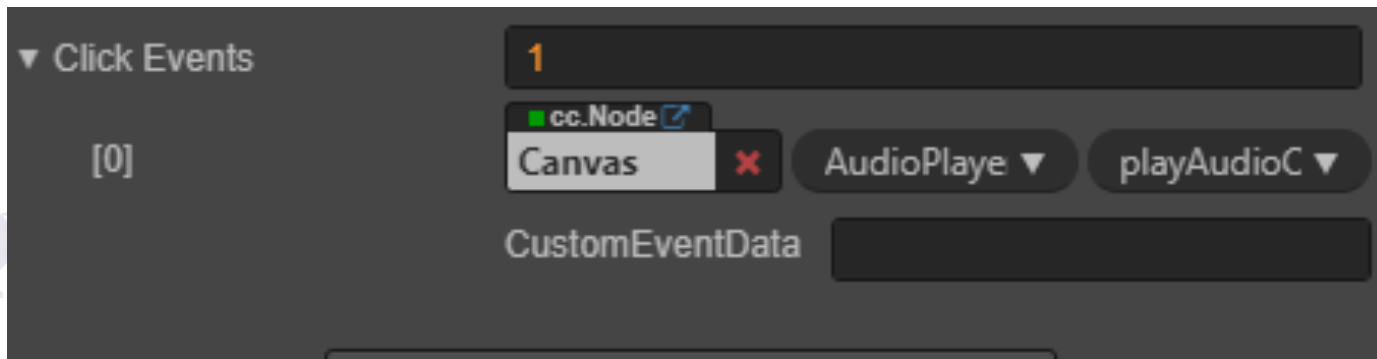 Click Events 1
cc.Node
[0] Canvas AudioPlaye playAudioC
CustomEventData